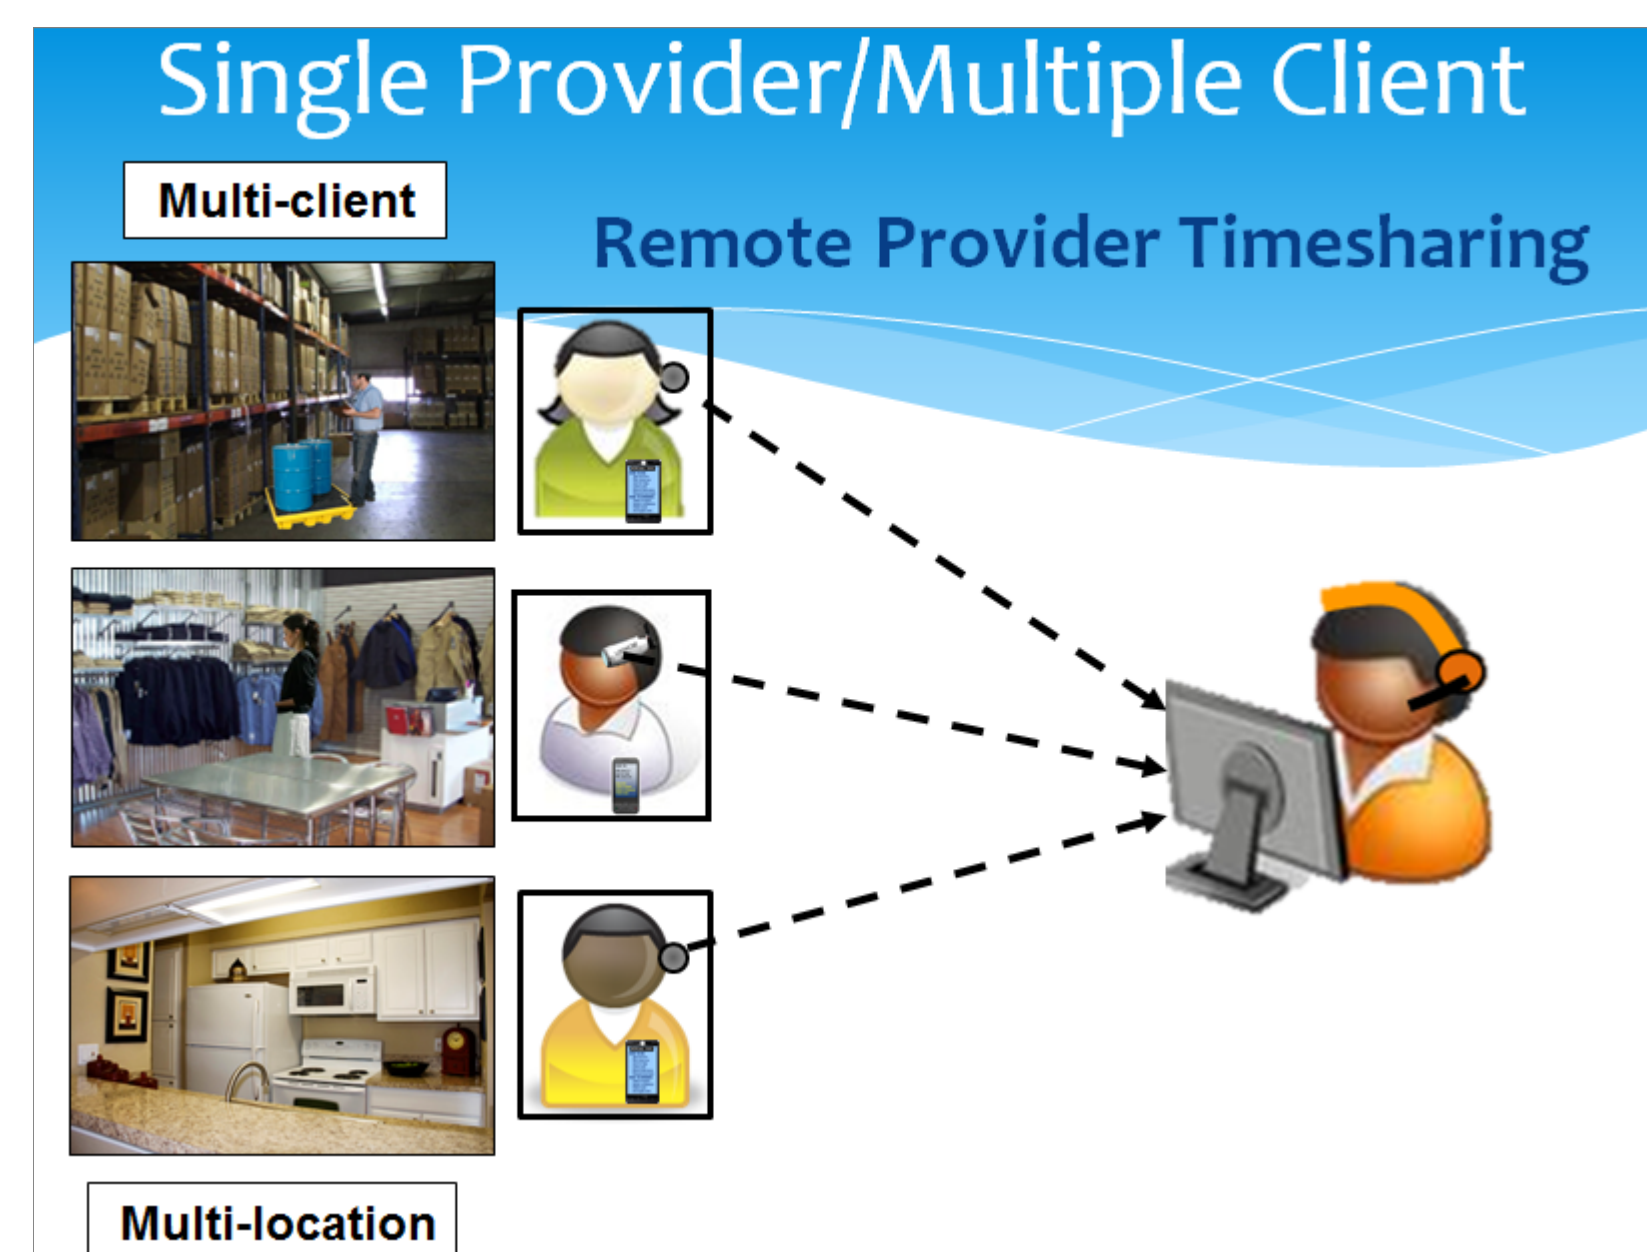 Single Provider/Multiple Client
Multi-client
Remote Provider Timesharing
Multi-location